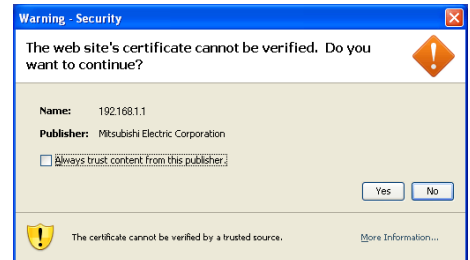 Warning - Security
The web site's certificate cannot be verified. Do you
want to continue?
Name: 192.168.1.1
Publisher: Mitsubishi Electric Corporation
Always trust content from this publisher.
Yes No
The certificate cannot be verified by a trusted source. More Information...